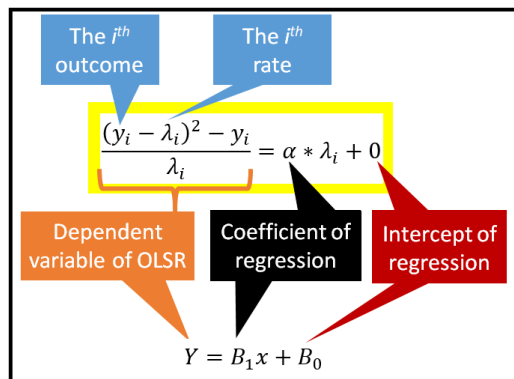 The iᵗʰ outcome
The iᵗʰ rate
((yᵢ − λᵢ)² − yᵢ) / λᵢ = α * λᵢ + 0
Dependent variable of OLSR
Coefficient of regression
Intercept of regression
Y = B₁x + B₀